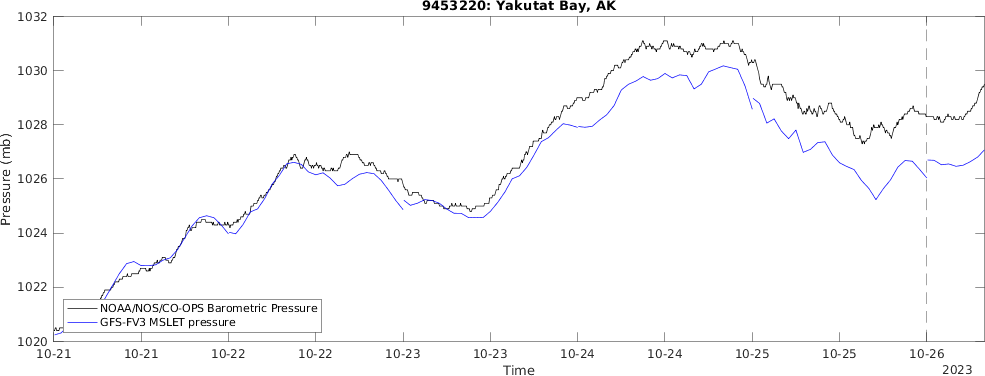 9453220: Yakutat Bay, AK
Pressure (mb)
1032
1030
1028
1026
1024
1022
1020
NOAA/NOS/CO-OPS Barometric Pressure
GFS-FV3 MSLET pressure
10-21 10-21 10-22 10-22 10-23 10-23 10-24 10-24 10-25 10-25 10-26
Time
2023